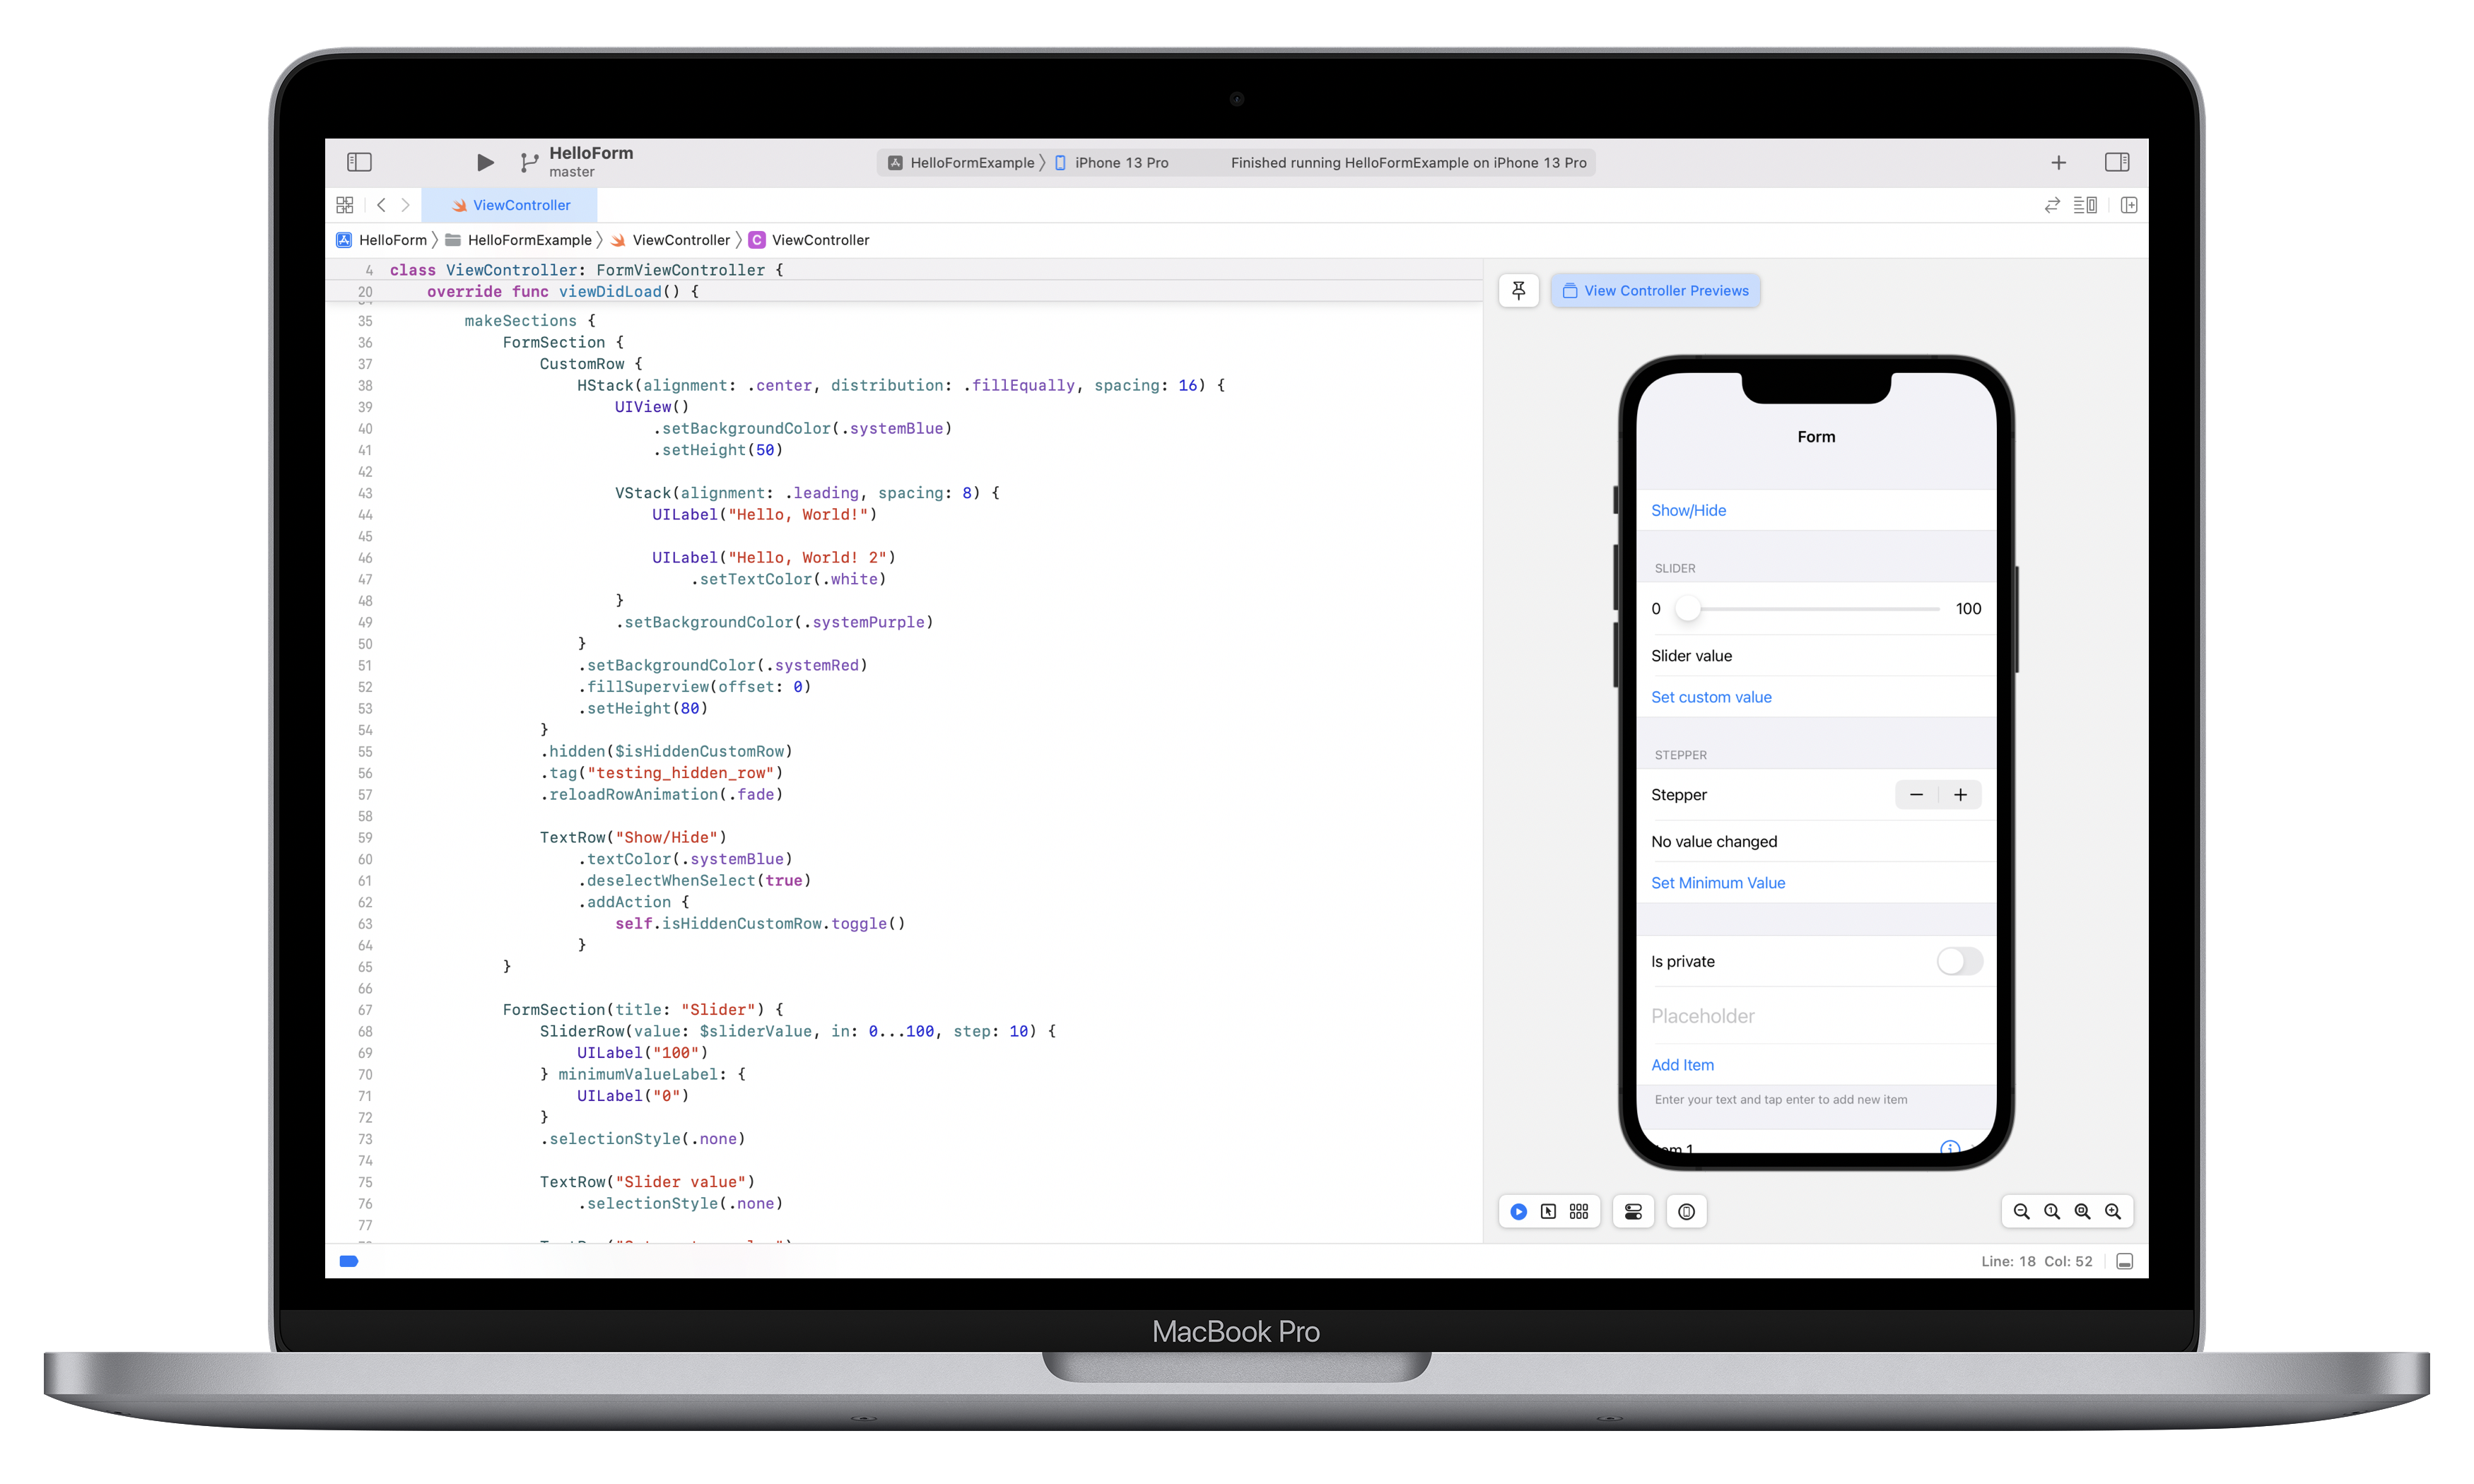 HelloForm
master
HelloFormExample
iPhone 13 Pro
Finished running HelloFormExample on iPhone 13 Pro
ViewController
HelloForm
HelloFormExample
ViewController
C
ViewController
4 class ViewController: FormViewController {
20 override func viewDidLoad() {
35 makeSections {
36 FormSection {
37 CustomRow {
38 HStack(alignment: .center, distribution: .fillEqually, spacing: 16) {
39 UIView()
40 .setBackgroundColor(.systemBlue)
41 .setHeight(50)
42
43 VStack(alignment: .leading, spacing: 8) {
44 UILabel("Hello, World!")
45
46 UILabel("Hello, World! 2")
47 .setTextColor(.white)
48 }
49 .setBackgroundColor(.systemPurple)
50 }
51 .setBackgroundColor(.systemRed)
52 .fillSuperview(offset: 0)
53 .setHeight(80)
54 }
55 .hidden($isHiddenCustomRow)
56 .tag("testing_hidden_row")
57 .reloadRowAnimation(.fade)
58
59 TextRow("Show/Hide")
60 .textColor(.systemBlue)
61 .deselectWhenSelect(true)
62 .addAction {
63 self.isHiddenCustomRow.toggle()
64 }
65 }
66
67 FormSection(title: "Slider") {
68 SliderRow(value: $sliderValue, in: 0...100, step: 10) {
69 UILabel("100")
70 } minimumValueLabel: {
71 UILabel("0")
72 }
73 .selectionStyle(.none)
74
75 TextRow("Slider value")
76 .selectionStyle(.none)
77
View Controller Previews
Form
Show/Hide
SLIDER
0 100
Slider value
Set custom value
STEPPER
Stepper − +
No value changed
Set Minimum Value
Is private
Placeholder
Add Item
Enter your text and tap enter to add new item
Line: 18 Col: 52
MacBook Pro